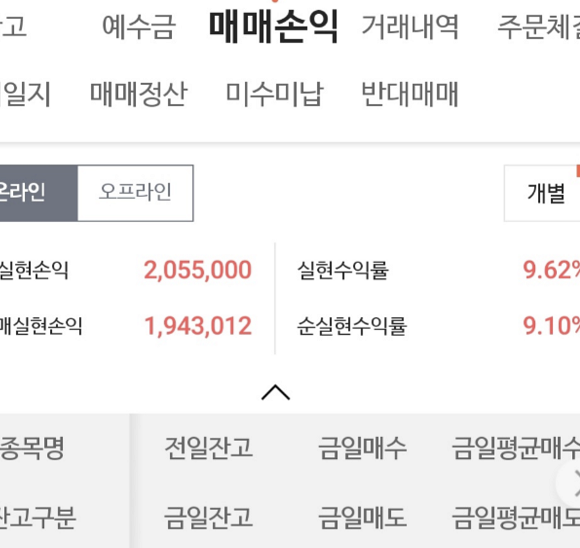 고 예수금 매매손익 거래내역 주문체결
일지 매매정산 미수미납 반대매매
온라인 오프라인 개별
실현손익 2,055,000 실현수익률 9.62%
매실현손익 1,943,012 순실현수익률 9.10%
종목명 전일잔고 금일매수 금일평균매수
잔고구분 금일잔고 금일매도 금일평균매도